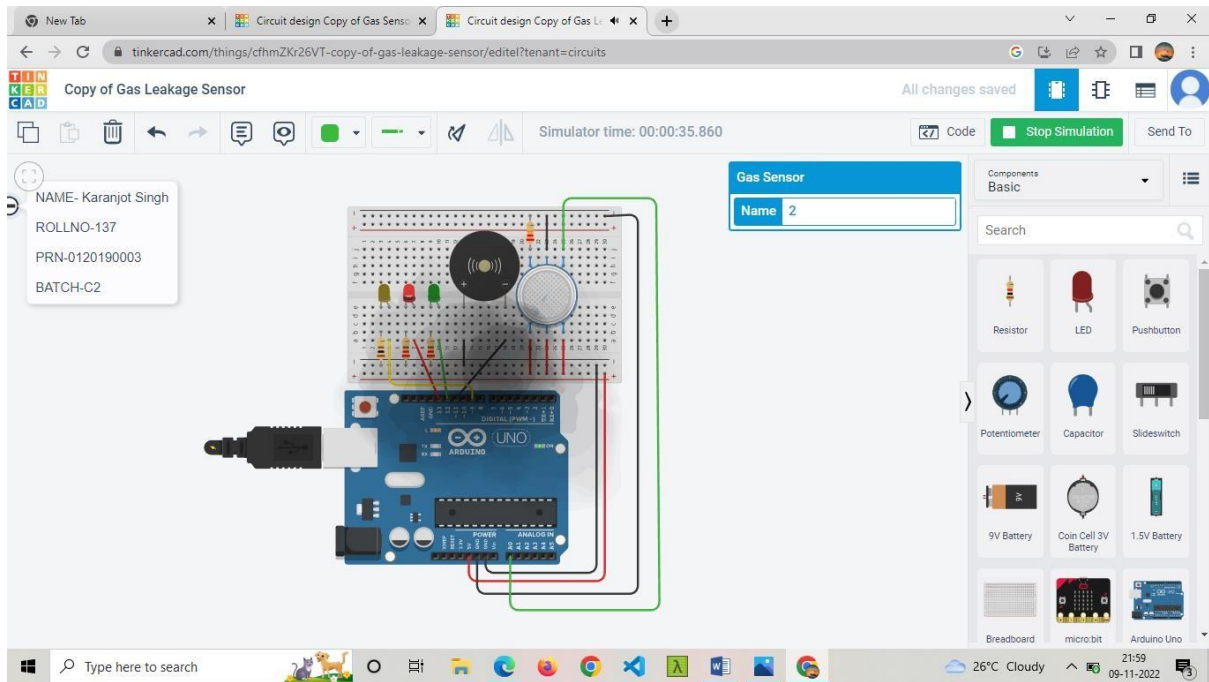 New Tab
Circuit design Copy of Gas Senso
Circuit design Copy of Gas Le
tinkercad.com/things/cfhmZKr26VT-copy-of-gas-leakage-sensor/editel?tenant=circuits
TIN
KER
CAD
Copy of Gas Leakage Sensor
All changes saved
Simulator time: 00:00:35.860
Code
Stop Simulation
Send To
NAME- Karanjot Singh
ROLLNO-137
PRN-0120190003
BATCH-C2
Gas Sensor
Name 2
Components
Basic
Search
Resistor
LED
Pushbutton
Potentiometer
Capacitor
Slideswitch
9V Battery
Coin Cell 3V
Battery
1.5V Battery
Breadboard
micro:bit
Arduino Uno
DIGITAL (PWM~)
UNO
ARDUINO
POWER
ANALOG IN
Type here to search
26°C Cloudy
21:59
09-11-2022